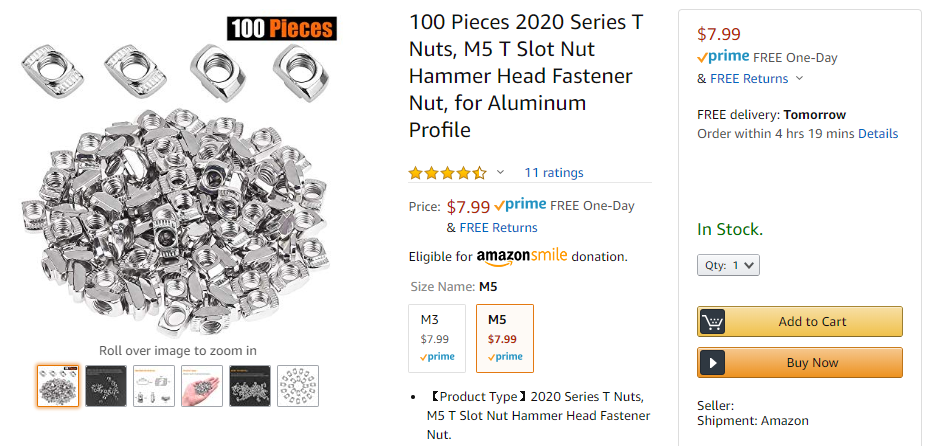 100 Pieces
Roll over image to zoom in
100 Pieces 2020 Series T
Nuts, M5 T Slot Nut
Hammer Head Fastener
Nut, for Aluminum
Profile
11 ratings
Price: $7.99 prime FREE One-Day
& FREE Returns
Eligible for amazonsmile donation.
Size Name: M5
M3
$7.99
prime
M5
$7.99
prime
• 【Product Type】2020 Series T Nuts,
M5 T Slot Nut Hammer Head Fastener
Nut.
$7.99
prime FREE One-Day
& FREE Returns
FREE delivery: Tomorrow
Order within 4 hrs 19 mins Details
In Stock.
Qty: 1
Add to Cart
Buy Now
Seller:
Shipment: Amazon